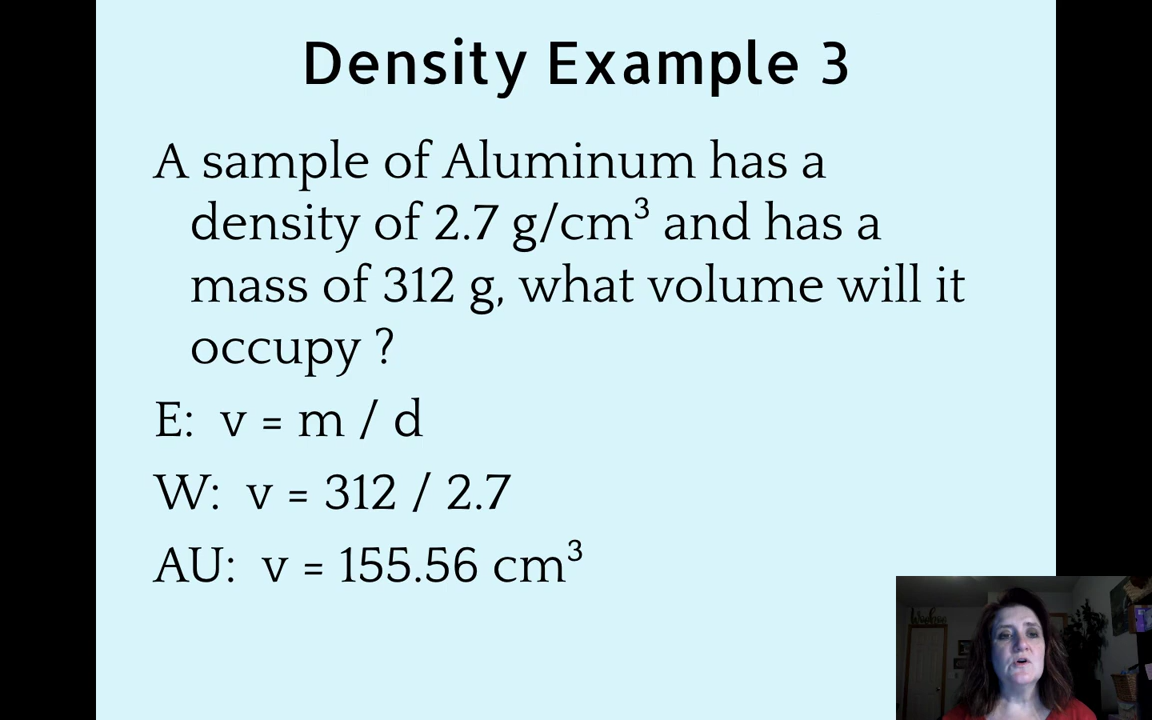 Density Example 3
A sample of Aluminum has a
density of 2.7 g/cm³ and has a
mass of 312 g, what volume will it
occupy ?
E: v = m / d
W: v = 312 / 2.7
AU: v = 155.56 cm³